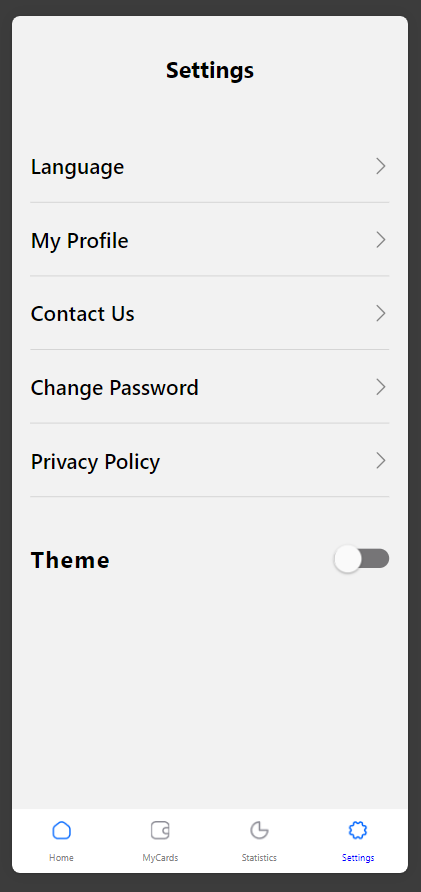 Settings
Language
My Profile
Contact Us
Change Password
Privacy Policy
Theme
Home
MyCards
Statistics
Settings